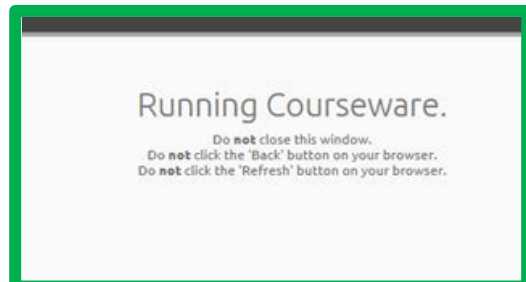 Running Courseware.
Do not close this window.
Do not click the 'Back' button on your browser.
Do not click the 'Refresh' button on your browser.